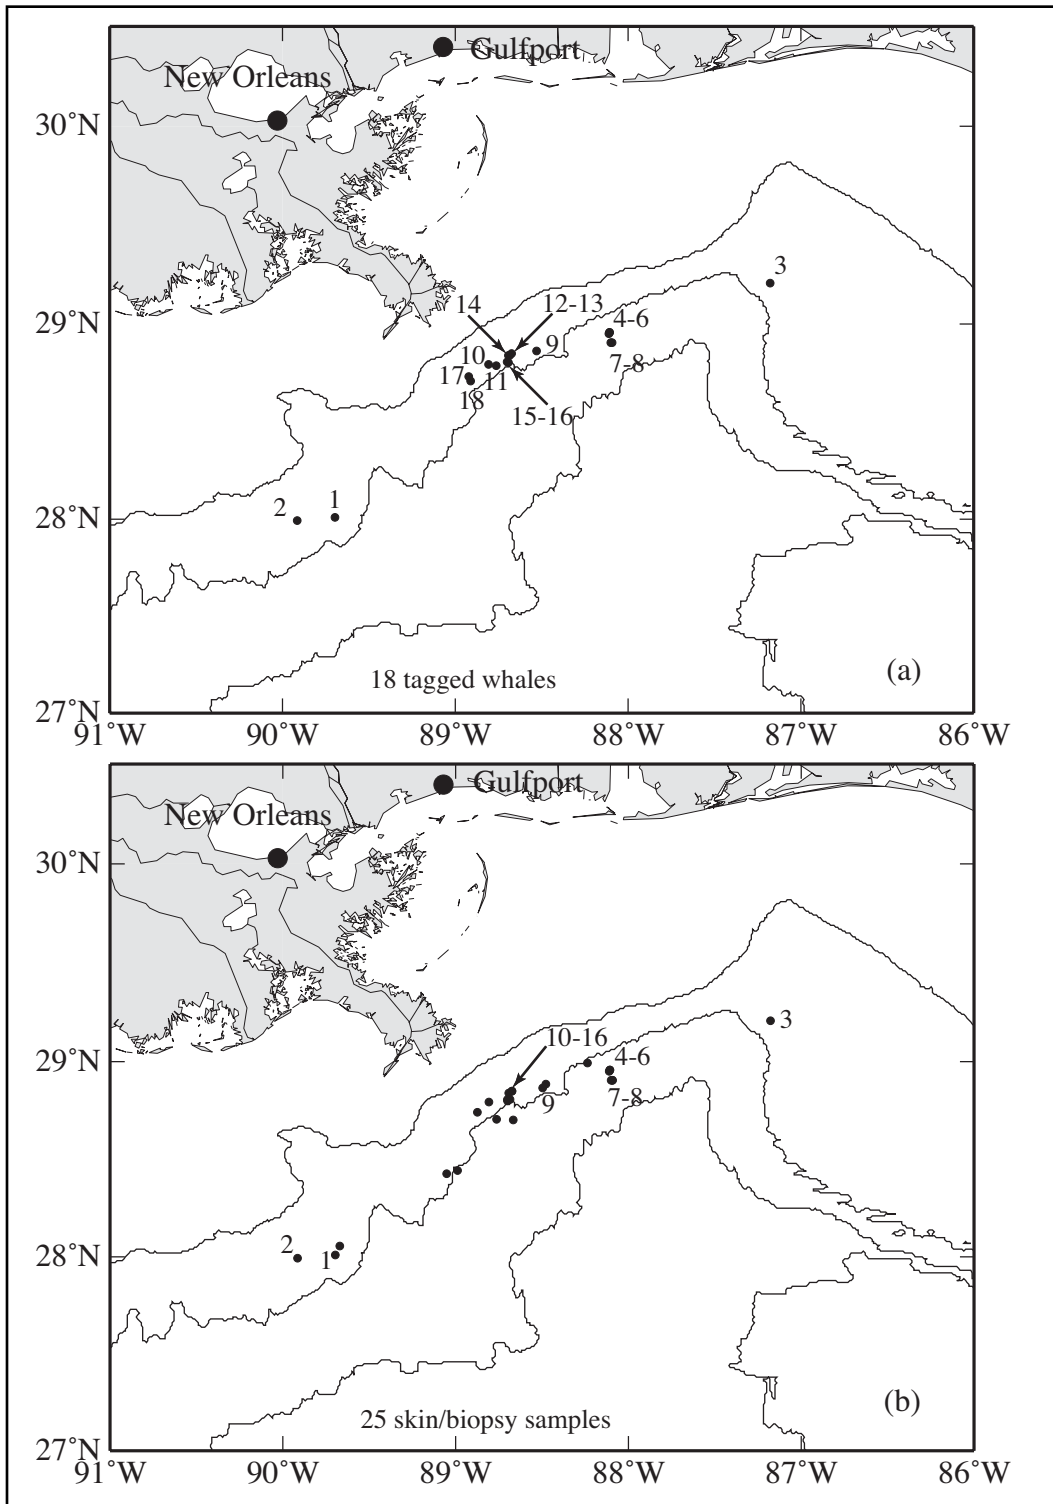 Gulfport
New Orleans
30°N
3
29°N
14
12-13
4-6
9
10
7-8
17
11
18
15-16
2
1
28°N
18 tagged whales
(a)
27°N
91°W
90°W
89°W
88°W
87°W
86°W
Gulfport
New Orleans
30°N
3
10-16
4-6
29°N
9
7-8
2
1
28°N
25 skin/biopsy samples
(b)
27°N
91°W
90°W
89°W
88°W
87°W
86°W